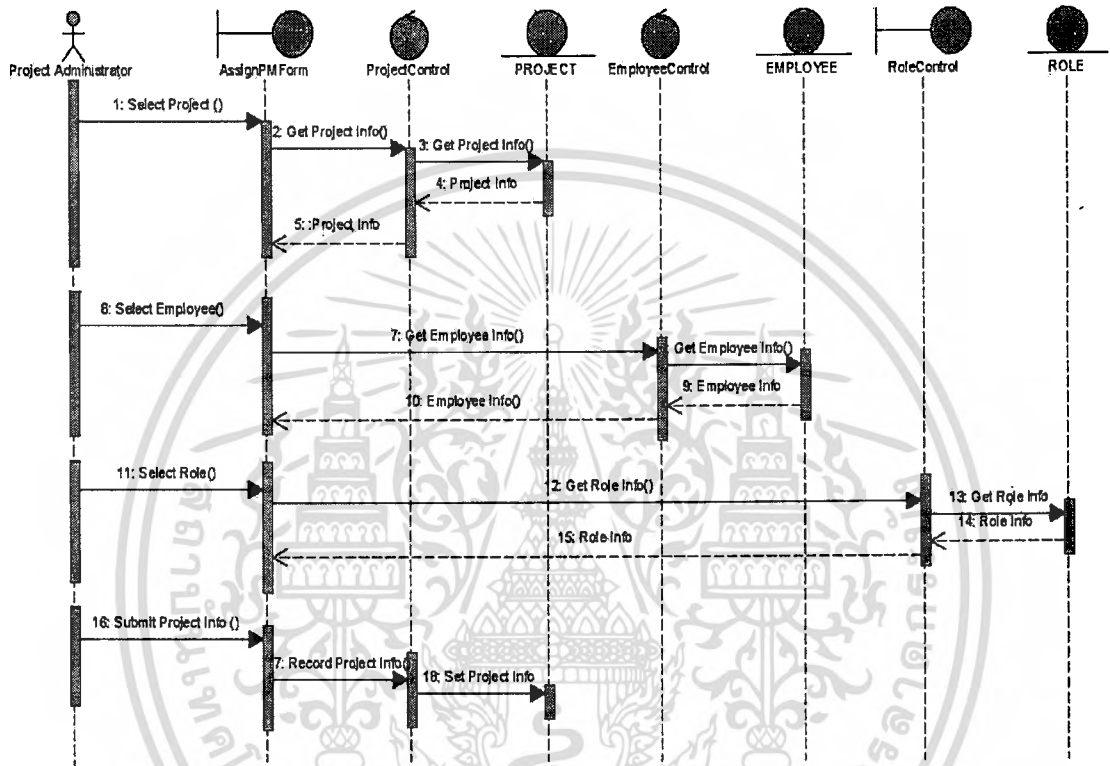 Project Administrator
AssignPMForm
ProjectControl
PROJECT
EmployeeControl
EMPLOYEE
RoleControl
ROLE
1: Select Project ()
2: Get Project Info()
3: Get Project Info()
4: Project Info
5: :Project Info
6: Select Employee()
7: Get Employee Info()
Get Employee Info()
9: Employee Info
10: Employee Info()
11: Select Role()
12: Get Role Info()
13: Get Role Info
14: Role Info
15: Role Info
16: Submit Project Info ()
7: Record Project Info()
18: Set Project Info